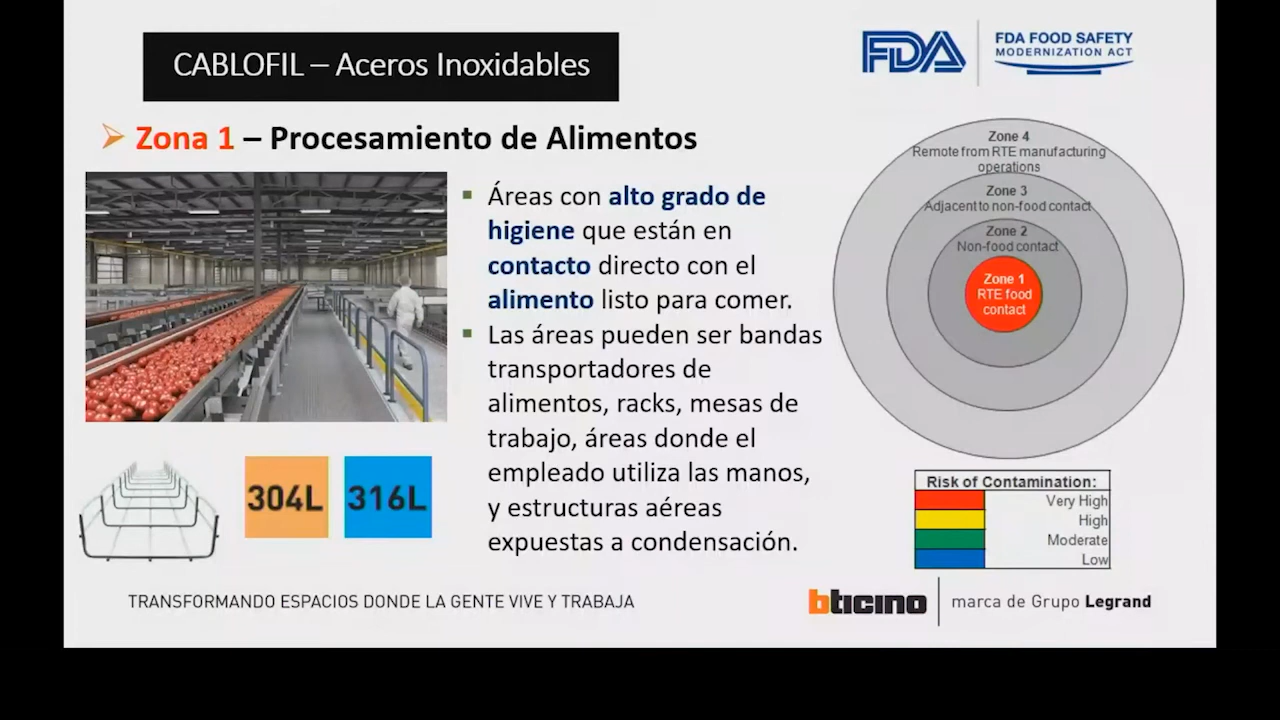 CABLOFIL – Aceros Inoxidables
FDA
FDA FOOD SAFETY
MODERNIZATION ACT
Zona 1 – Procesamiento de Alimentos
Áreas con alto grado de
higiene que están en
contacto directo con el
alimento listo para comer.
Las áreas pueden ser bandas
transportadores de
alimentos, racks, mesas de
trabajo, áreas donde el
empleado utiliza las manos,
y estructuras aéreas
expuestas a condensación.
304L
316L
Zone 4
Remote from RTE manufacturing
operations
Zone 3
Adjacent to non-food contact
Zone 2
Non-food contact
Zone 1
RTE food
contact
Risk of Contamination:
Very High
High
Moderate
Low
TRANSFORMANDO ESPACIOS DONDE LA GENTE VIVE Y TRABAJA
bticino
marca de Grupo Legrand